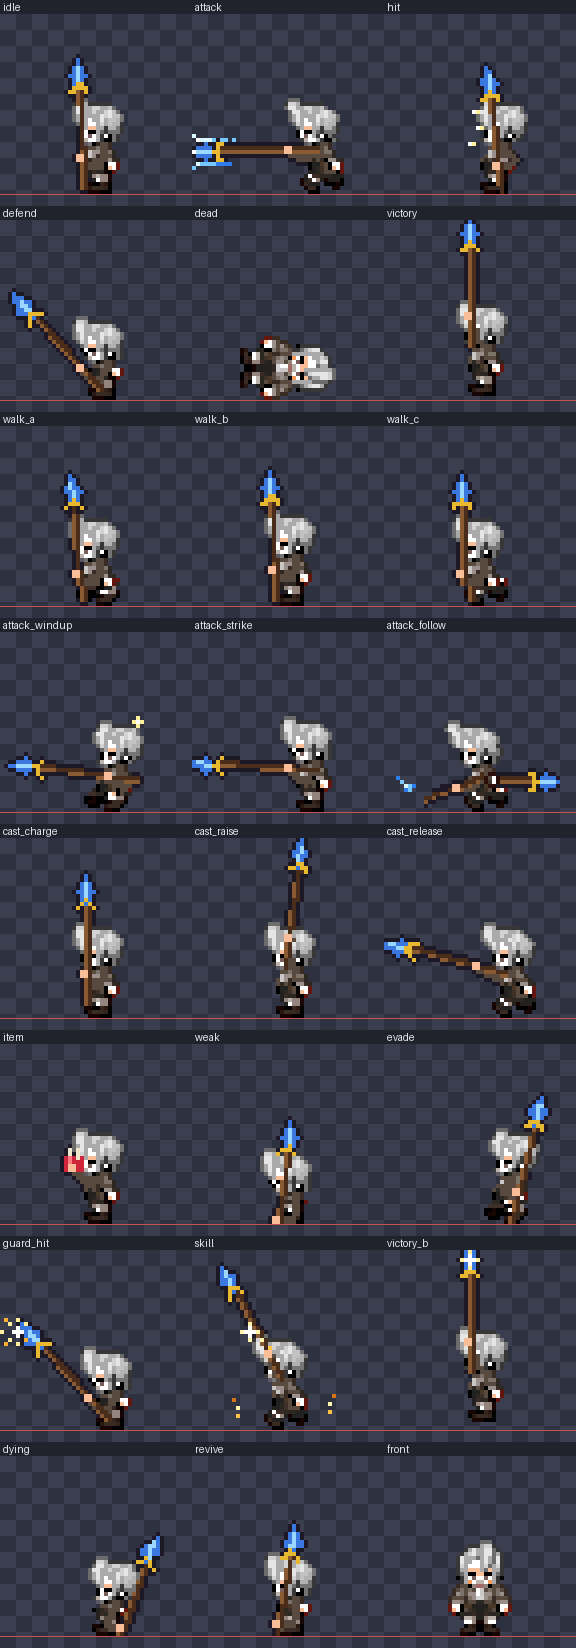 idle attack hit
defend dead victory
walk_a walk_b walk_c
attack_windup attack_strike attack_follow
cast_charge cast_raise cast_release
item weak evade
guard_hit skill victory_b
dying revive front